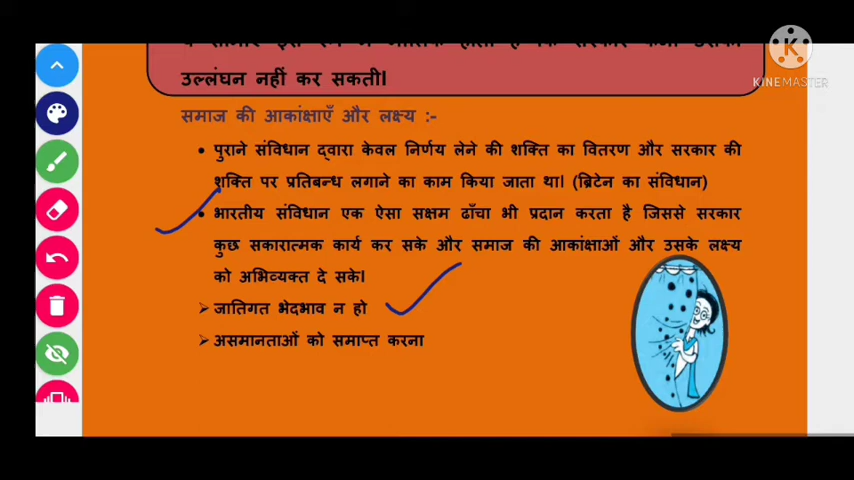 KINEMASTER
उल्लंघन नहीं कर सकती।
समाज की आकांक्षाएँ और लक्ष्य :-
• पुराने संविधान द्वारा केवल निर्णय लेने की शक्ति का वितरण और सरकार की
शक्ति पर प्रतिबन्ध लगाने का काम किया जाता था। (ब्रिटेन का संविधान)
• भारतीय संविधान एक ऐसा सक्षम ढाँचा भी प्रदान करता है जिससे सरकार
कुछ सकारात्मक कार्य कर सके और समाज की आकांक्षाओं और उसके लक्ष्य
को अभिव्यक्त दे सके।
➢ जातिगत भेदभाव न हो
➢ असमानताओं को समाप्त करना